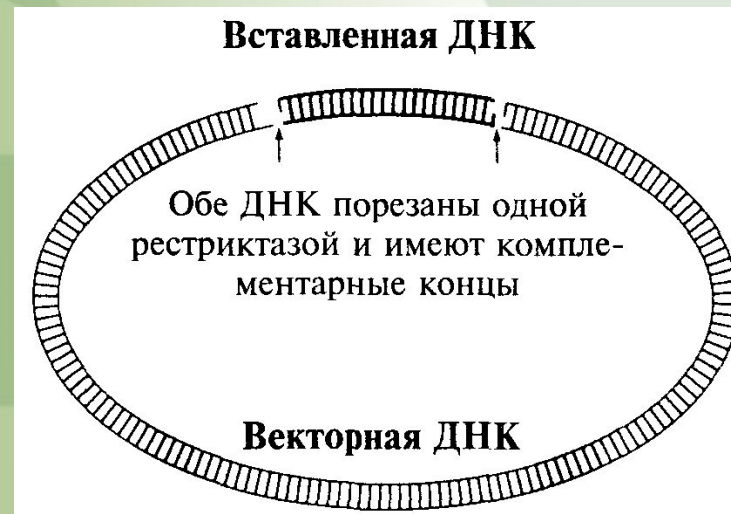 Вставленная ДНК
Обе ДНК порезаны одной
рестриктазой и имеют компле-
ментарные концы
Векторная ДНК